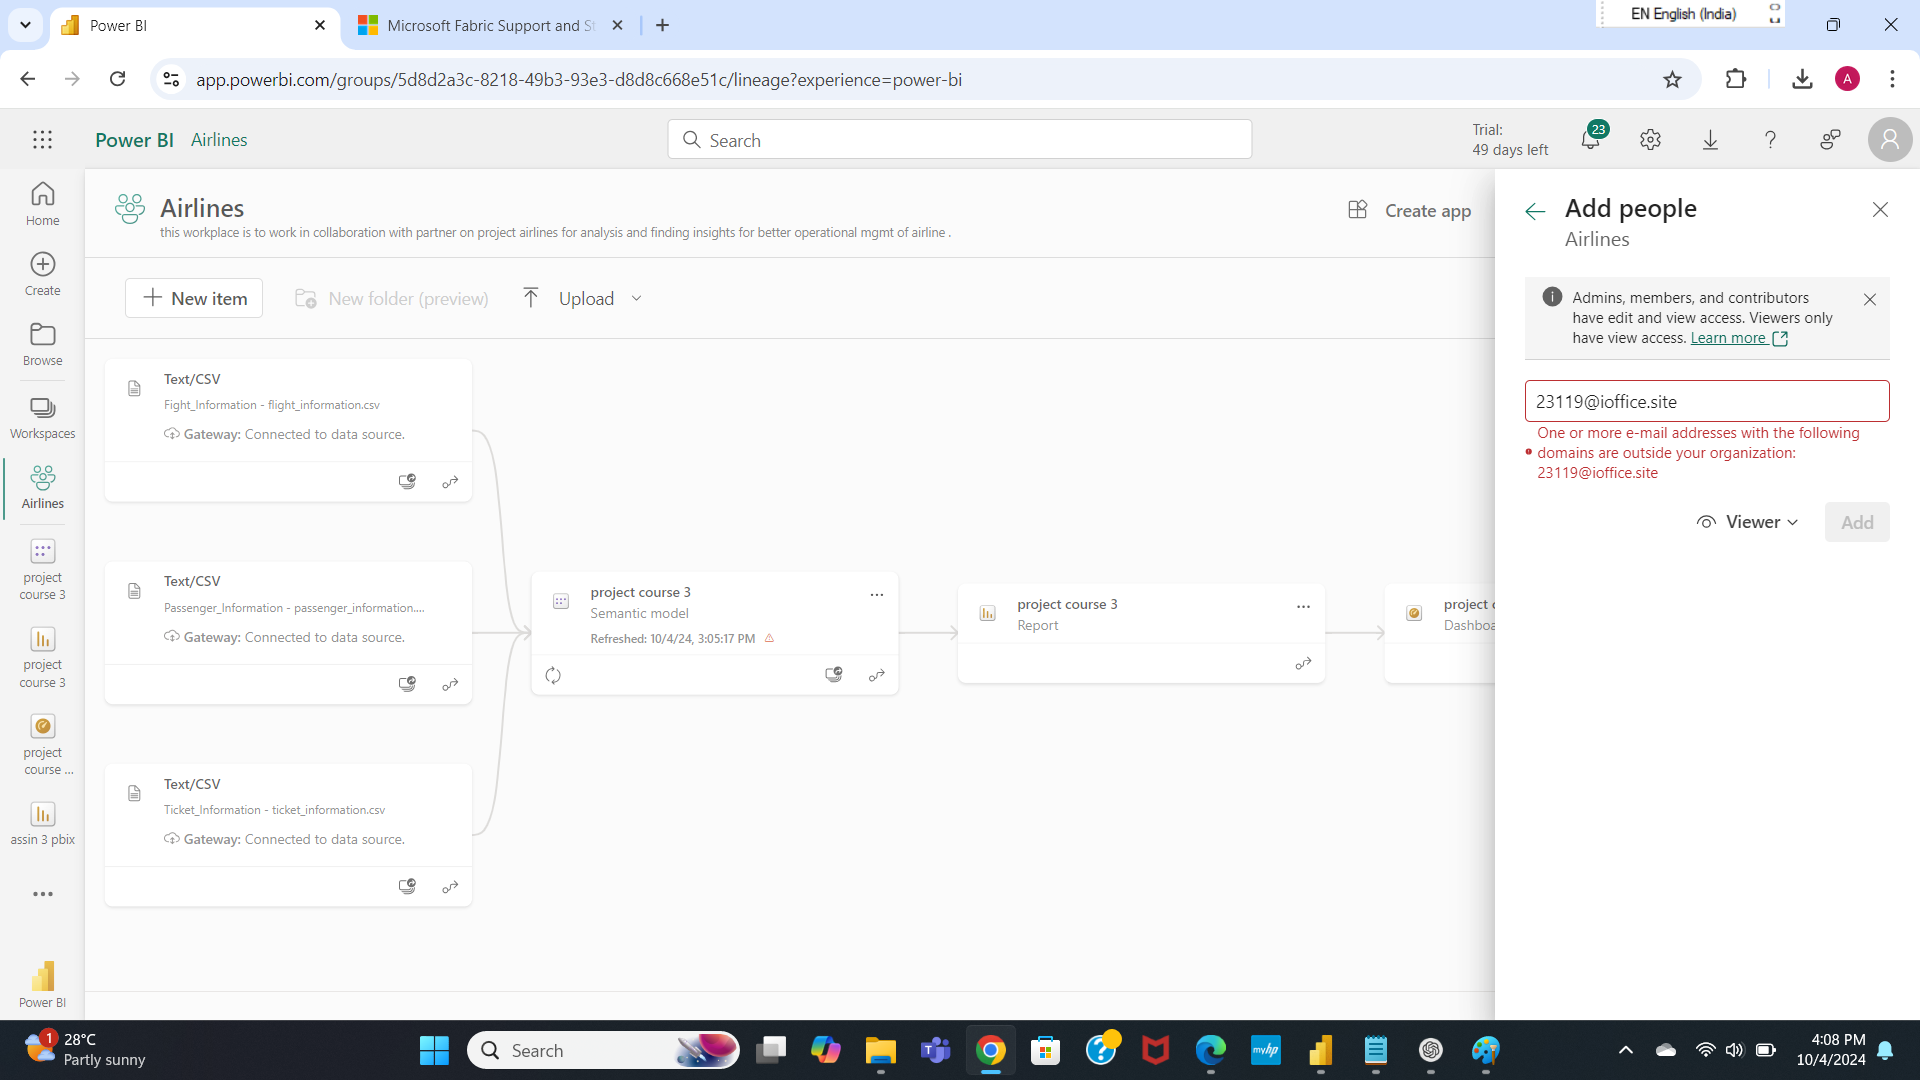 Power BI
Microsoft Fabric Support and St
EN English (India)
app.powerbi.com/groups/5d8d2a3c-8218-49b3-93e3-d8d8c668e51c/lineage?experience=power-bi
A
Power BI Airlines
Search
Trial:
49 days left
23
Home
Create
Browse
Workspaces
Airlines
project
course 3
project
course 3
project
course ...
assin 3 pbix
Power BI
Airlines
this workplace is to work in collaboration with partner on project airlines for analysis and finding insights for better operational mgmt of airline .
Create app
New item
New folder (preview)
Upload
Text/CSV
Fight_Information - flight_information.csv
Gateway: Connected to data source.
Text/CSV
Passenger_Information - passenger_information....
Gateway: Connected to data source.
Text/CSV
Ticket_Information - ticket_information.csv
Gateway: Connected to data source.
project course 3
Semantic model
Refreshed: 10/4/24, 3:05:17 PM
project course 3
Report
project c
Dashboa
Add people
Airlines
Admins, members, and contributors
have edit and view access. Viewers only
have view access. Learn more
23119@ioffice.site
One or more e-mail addresses with the following
domains are outside your organization:
23119@ioffice.site
Viewer
Add
1
28°C
Partly sunny
Search
myhp
4:08 PM
10/4/2024